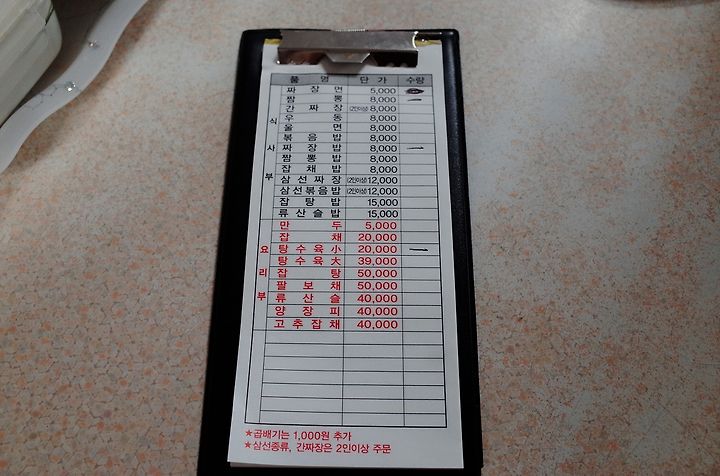 품 명 단 가 수량
짜 장 면 5,000
짬 뽕 8,000 一
간 짜 장 (2인이상) 8,000
우 동 8,000
울 면 8,000
볶 음 밥 8,000
짜 장 밥 8,000 一
짬 뽕 밥 8,000
잡 채 밥 8,000
삼선짜장 (2인이상) 12,000
삼선볶음밥 (2인이상) 12,000
잡 탕 밥 15,000
류 산 슬 밥 15,000
식 사 부
만 두 5,000
잡 채 20,000
탕 수 육 小 20,000 一
탕 수 육 大 39,000
잡 탕 50,000
팔 보 채 50,000
류 산 슬 40,000
양 장 피 40,000
고추잡채 40,000
요 리 부
★곱배기는 1,000원 추가
★삼선종류, 간짜장은 2인이상 주문